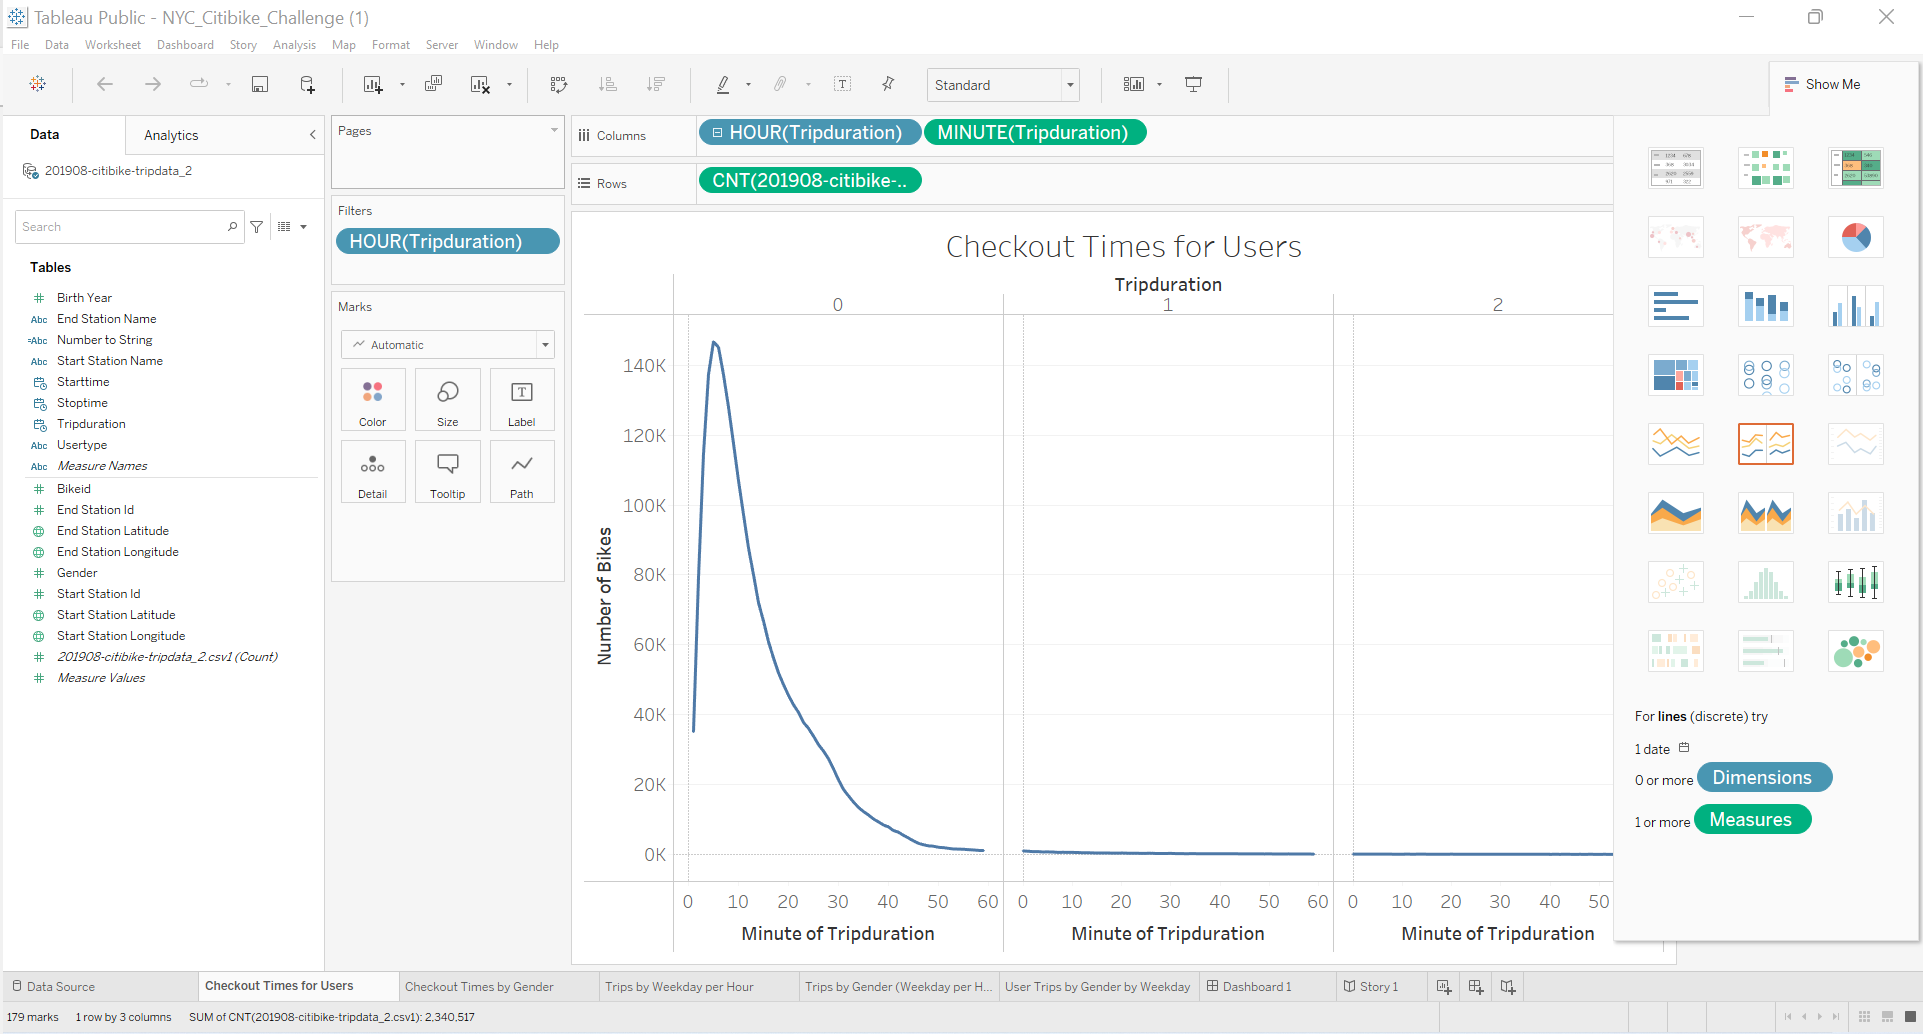 Tableau Public - NYC_Citibike_Challenge (1)
File Data Worksheet Dashboard Story Analysis Map Format Server Window Help
Standard
Show Me
Data
Analytics
201908-citibike-tripdata_2
Search
Tables
Birth Year
Abc End Station Name
=Abc Number to String
Abc Start Station Name
Starttime
Stoptime
Tripduration
Abc Usertype
Abc Measure Names
Bikeid
End Station Id
End Station Latitude
End Station Longitude
Gender
Start Station Id
Start Station Latitude
Start Station Longitude
201908-citibike-tripdata_2.csv1 (Count)
Measure Values
Pages
Filters
HOUR(Tripduration)
Marks
Automatic
Color Size Label
Detail Tooltip Path
Columns
HOUR(Tripduration) MINUTE(Tripduration)
Rows
CNT(201908-citibike-..
Checkout Times for Users
Tripduration
0 1 2
Number of Bikes
140K
120K
100K
80K
60K
40K
20K
0K
0 10 20 30 40 50 60 0 10 20 30 40 50 60 0 10 20 30 40 50
Minute of Tripduration Minute of Tripduration Minute of Tripduration
For lines (discrete) try
1 date
0 or more Dimensions
1 or more Measures
Data Source
Checkout Times for Users
Checkout Times by Gender
Trips by Weekday per Hour
Trips by Gender (Weekday per H...
User Trips by Gender by Weekday
Dashboard 1
Story 1
179 marks 1 row by 3 columns SUM of CNT(201908-citibike-tripdata_2.csv1): 2,340,517